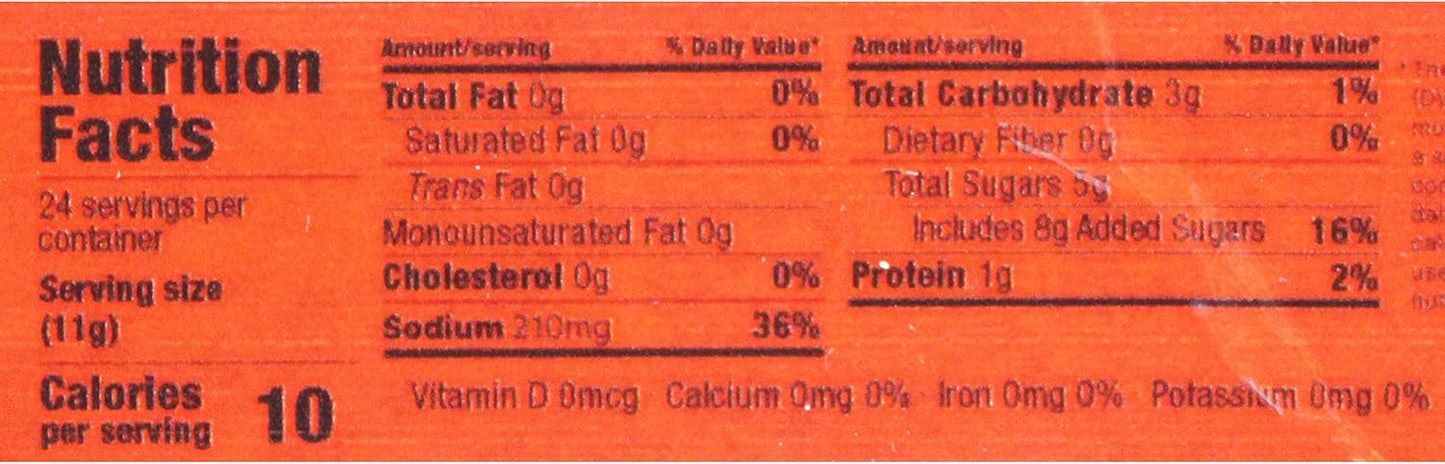 Nutrition
Facts
24 servings per
container
Serving size
(11g)
Calories
per serving 10
Amount/serving % Daily Value*
Total Fat 0g 0%
Saturated Fat 0g 0%
Trans Fat 0g
Monounsaturated Fat 0g
Cholesterol 0g 0%
Sodium 210mg 36%
Amount/serving % Daily Value*
Total Carbohydrate 3g 1%
Dietary Fiber 0g 0%
Total Sugars 5g
Includes 8g Added Sugars 16%
Protein 1g 2%
Vitamin D 0mcg Calcium 0mg 0% Iron 0mg 0% Potassium 0mg 0%